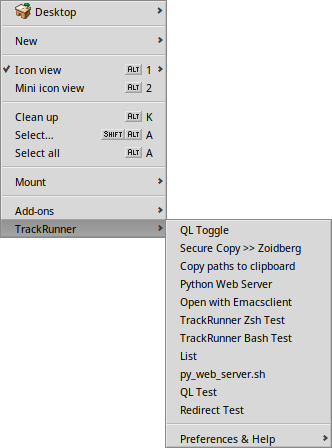 Desktop
New
Icon view ALT 1
Mini icon view ALT 2
Clean up ALT K
Select... SHIFT ALT A
Select all ALT A
Mount
Add-ons
TrackRunner
QL Toggle
Secure Copy >> Zoidberg
Copy paths to clipboard
Python Web Server
Open with Emacsclient
TrackRunner Zsh Test
TrackRunner Bash Test
List
py_web_server.sh
QL Test
Redirect Test
Preferences & Help